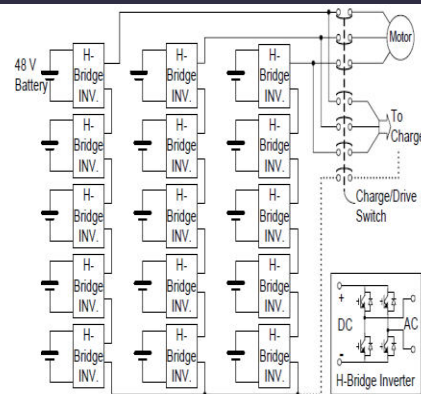 48 V
Battery
H-
Bridge
INV.
H-
Bridge
INV.
H-
Bridge
INV.
Motor
H-
Bridge
INV.
H-
Bridge
INV.
H-
Bridge
INV.
To
Charge
H-
Bridge
INV.
H-
Bridge
INV.
H-
Bridge
INV.
Charge/Drive
Switch
H-
Bridge
INV.
H-
Bridge
INV.
H-
Bridge
INV.
H-
Bridge
INV.
H-
Bridge
INV.
H-
Bridge
INV.
+
DC
AC
-
H-Bridge Inverter